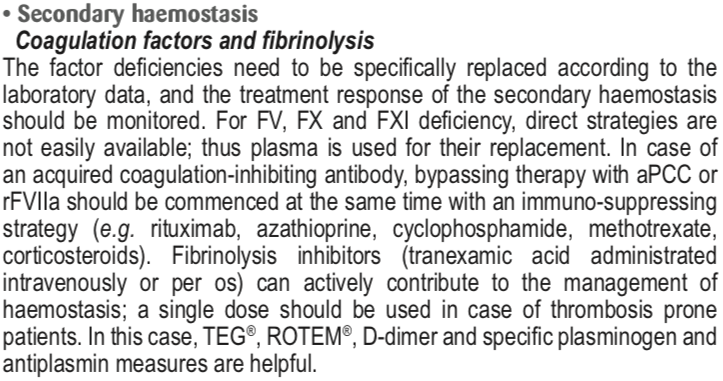 • Secondary haemostasis
Coagulation factors and fibrinolysis
The factor deficiencies need to be specifically replaced according to the
laboratory data, and the treatment response of the secondary haemostasis
should be monitored. For FV, FX and FXI deficiency, direct strategies are
not easily available; thus plasma is used for their replacement. In case of
an acquired coagulation-inhibiting antibody, bypassing therapy with aPCC or
rFVIIa should be commenced at the same time with an immuno-suppressing
strategy (e.g. rituximab, azathioprine, cyclophosphamide, methotrexate,
corticosteroids). Fibrinolysis inhibitors (tranexamic acid administrated
intravenously or per os) can actively contribute to the management of
haemostasis; a single dose should be used in case of thrombosis prone
patients. In this case, TEG®, ROTEM®, D-dimer and specific plasminogen and
antiplasmin measures are helpful.